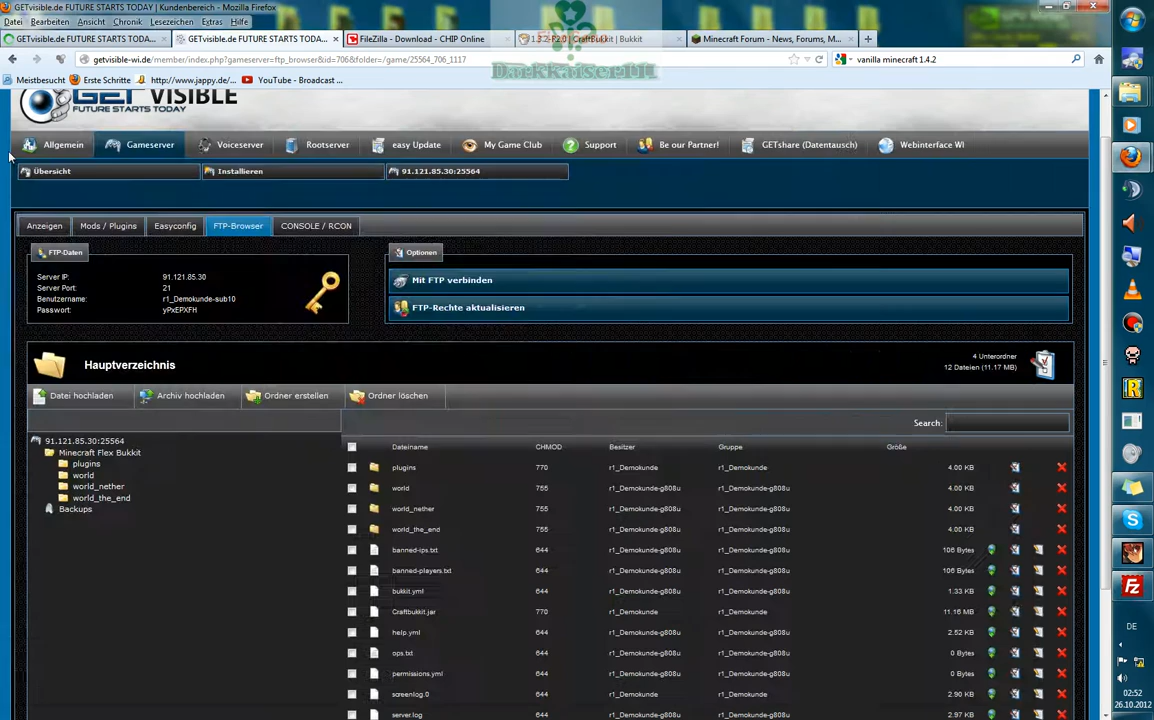 GETvisible.de FUTURE STARTS TODAY | Kundenbereich - Mozilla Firefox
Datei Bearbeiten Ansicht Chronik Lesezeichen Extras Hilfe
GETvisible.de FUTURE STARTS TODAY | Kund...
GETvisible.de FUTURE STARTS TODAY | Kund...
FileZilla - Download - CHIP Online
1.3.2-R2.0 | CraftBukkit | Bukkit
Minecraft Forum - News, Forums, M...
getvisible-wi.de/member/index.php?gameserver=ftp_browser&id=706&folder=/game/25564_706_1117
vanilla minecraft 1.4.2
DarkKaiser111
Meistbesucht Erste Schritte http://www.jappy.de/... YouTube - Broadcast ...
GET VISIBLE
FUTURE STARTS TODAY
Allgemein Gameserver Voiceserver Rootserver easy Update My Game Club Support Be our Partner! GETshare (Datentausch) Webinterface WI
Übersicht Installieren 91.121.85.30:25564
Anzeigen Mods / Plugins Easyconfig FTP-Browser CONSOLE / RCON
FTP-Daten
Server IP: 91.121.85.30
Server Port: 21
Benutzername: r1_Demokunde-sub10
Passwort: yPxEPXFH
Optionen
Mit FTP verbinden
FTP-Rechte aktualisieren
Hauptverzeichnis
4 Unterordner
12 Dateien (11.17 MB)
Datei hochladen Archiv hochladen Ordner erstellen Ordner löschen
Search:
91.121.85.30:25564
Minecraft Flex Bukkit
plugins
world
world_nether
world_the_end
Backups
Dateiname CHMOD Besitzer Gruppe Größe
plugins 770 r1_Demokunde r1_Demokunde 4.00 KB
world 755 r1_Demokunde-g808u r1_Demokunde-g808u 4.00 KB
world_nether 755 r1_Demokunde-g808u r1_Demokunde-g808u 4.00 KB
world_the_end 755 r1_Demokunde-g808u r1_Demokunde-g808u 4.00 KB
banned-ips.txt 644 r1_Demokunde-g808u r1_Demokunde-g808u 106 Bytes
banned-players.txt 644 r1_Demokunde-g808u r1_Demokunde-g808u 106 Bytes
bukkit.yml 644 r1_Demokunde-g808u r1_Demokunde-g808u 1.33 KB
Craftbukkit.jar 770 r1_Demokunde r1_Demokunde 11.16 MB
help.yml 644 r1_Demokunde-g808u r1_Demokunde-g808u 2.52 KB
ops.txt 644 r1_Demokunde-g808u r1_Demokunde-g808u 0 Bytes
permissions.yml 644 r1_Demokunde-g808u r1_Demokunde-g808u 0 Bytes
screenlog.0 644 r1_Demokunde r1_Demokunde 2.90 KB
server.log 644 r1_Demokunde-g808u r1_Demokunde-g808u 2.97 KB
DE
02:52
26.10.2012